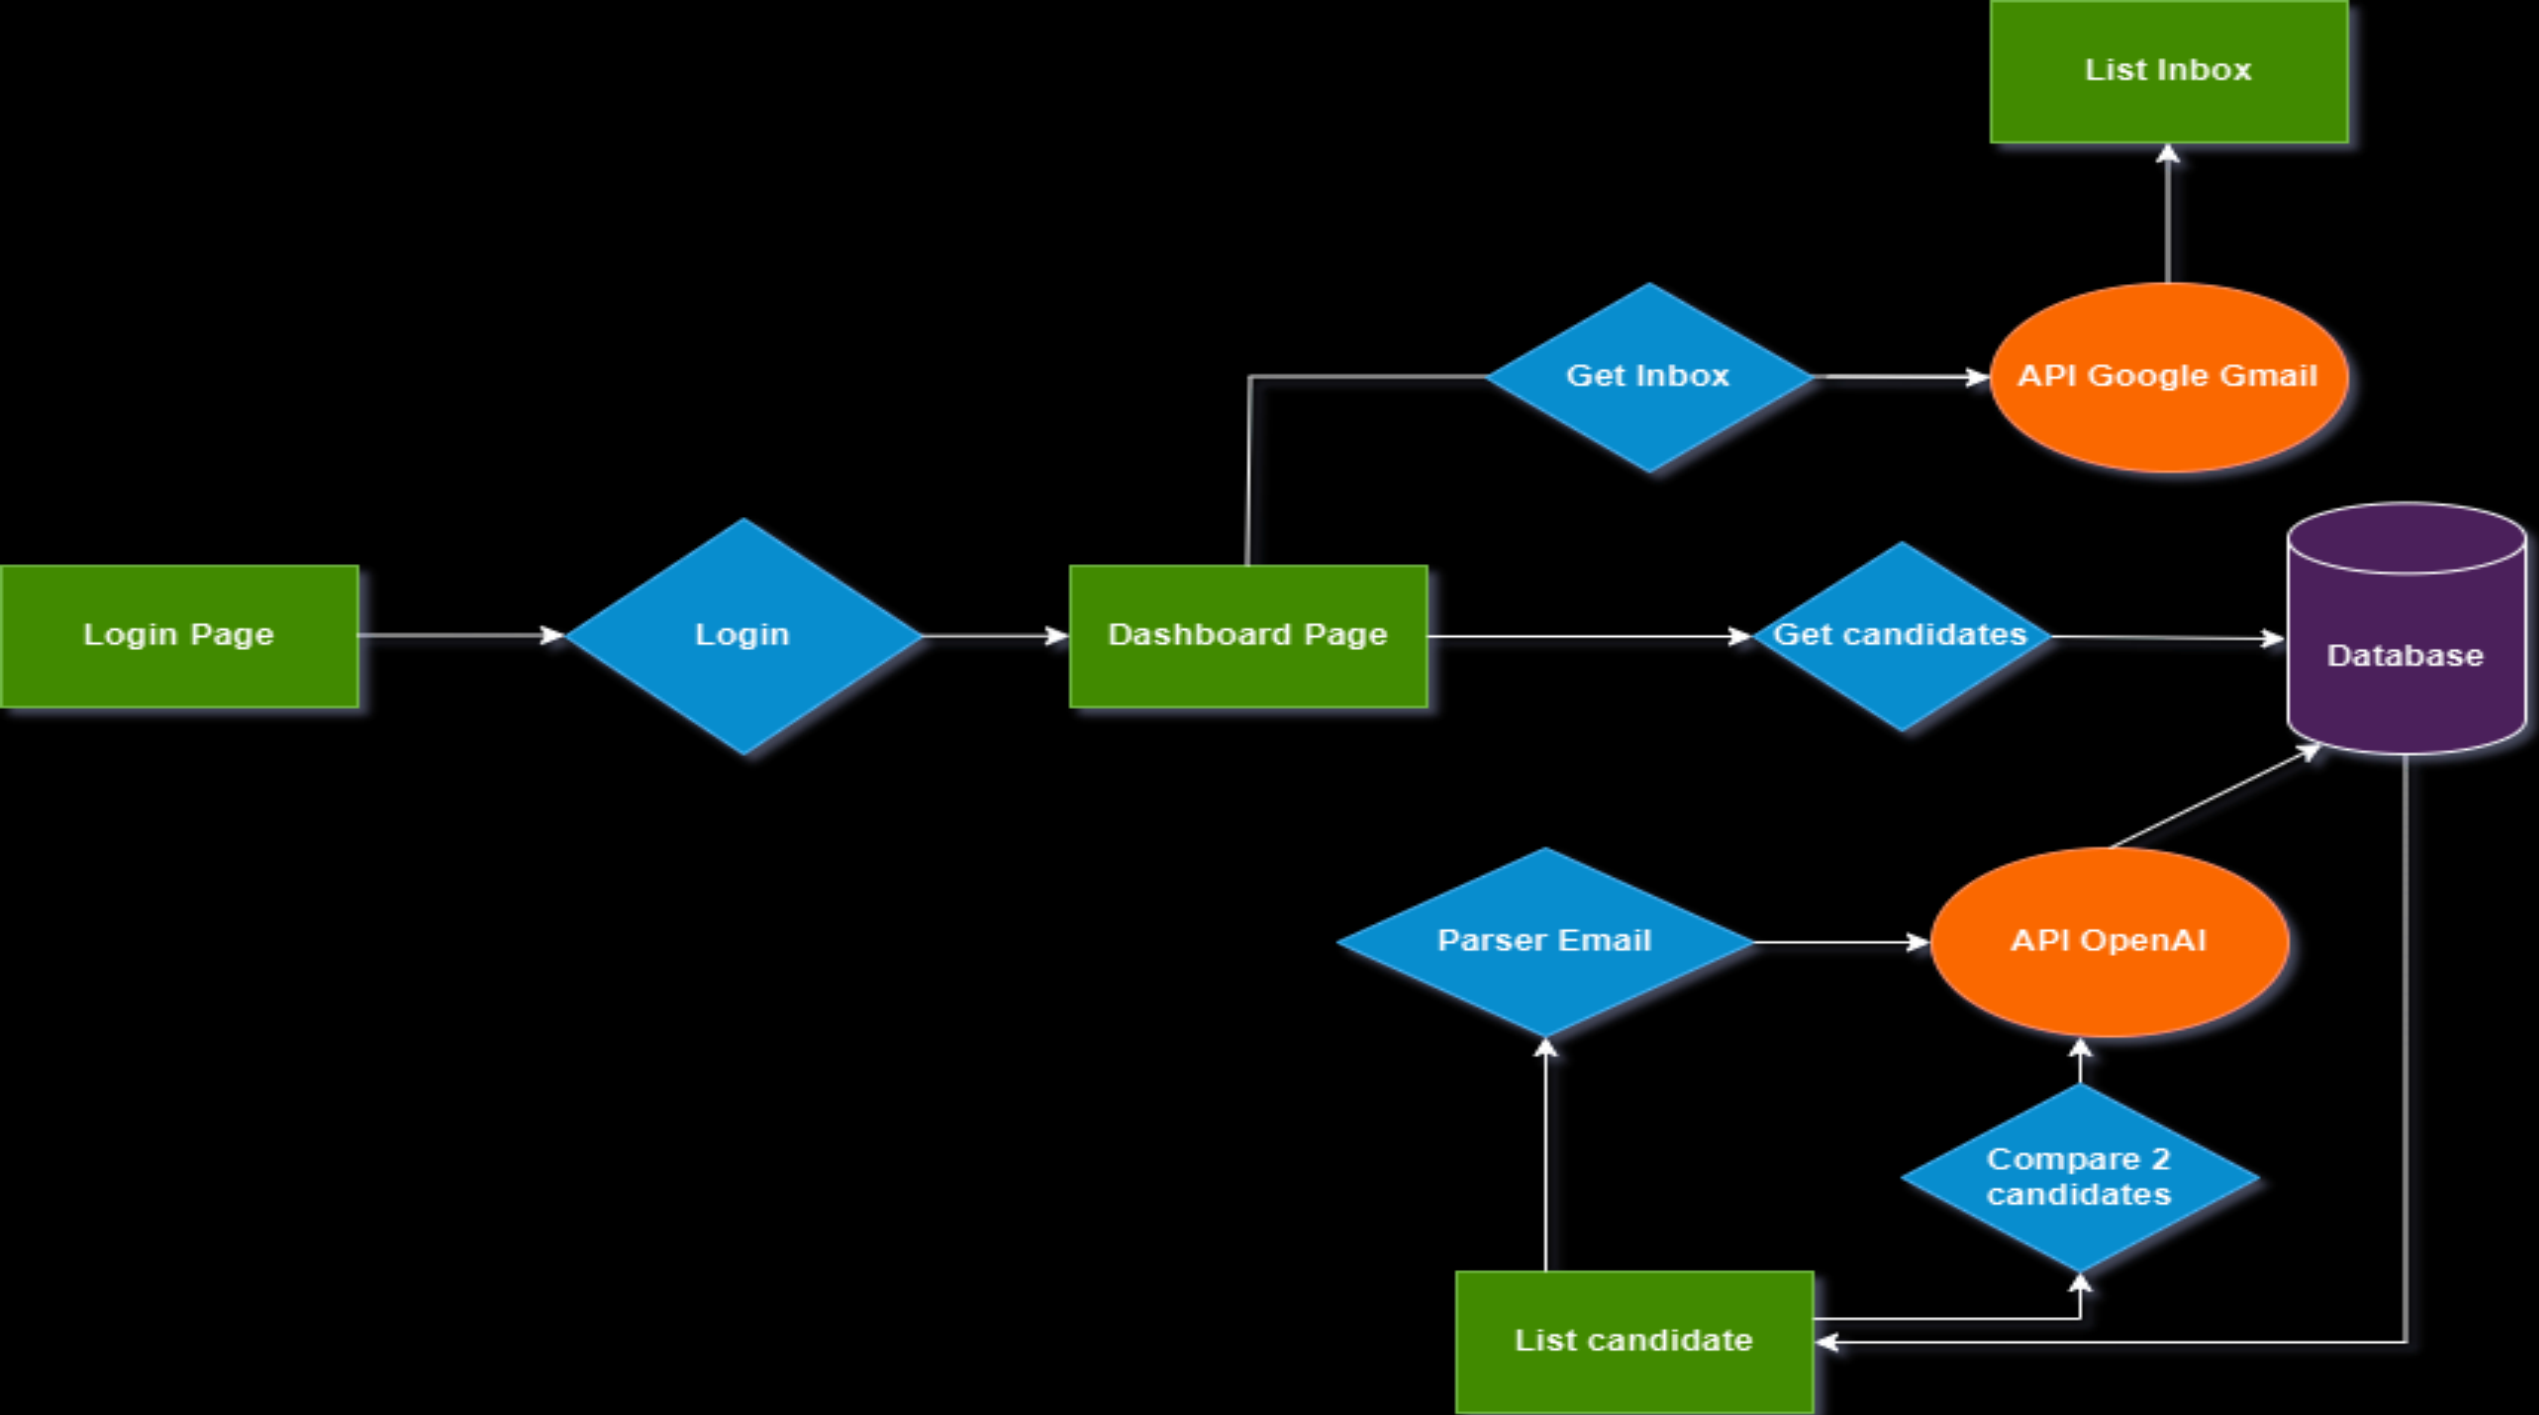 List Inbox
Get Inbox
API Google Gmail
Login Page
Login
Dashboard Page
Get candidates
Database
Parser Email
API OpenAI
Compare 2
candidates
List candidate